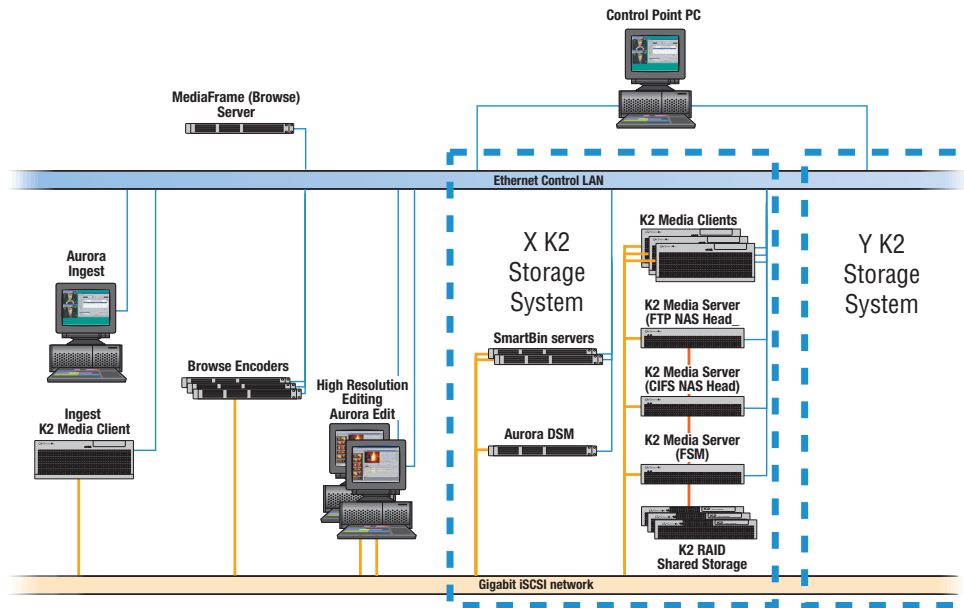 Control Point PC
MediaFrame (Browse)
Server
Ethernet Control LAN
Aurora
Ingest
Ingest
K2 Media Client
Browse Encoders
High Resolution
Editing
Aurora Edit
X K2
Storage
System
SmartBin servers
Aurora DSM
K2 Media Clients
K2 Media Server
(FTP NAS Head_
K2 Media Server
(CIFS NAS Head)
K2 Media Server
(FSM)
K2 RAID
Shared Storage
Y K2
Storage
System
Gigabit iSCSI network